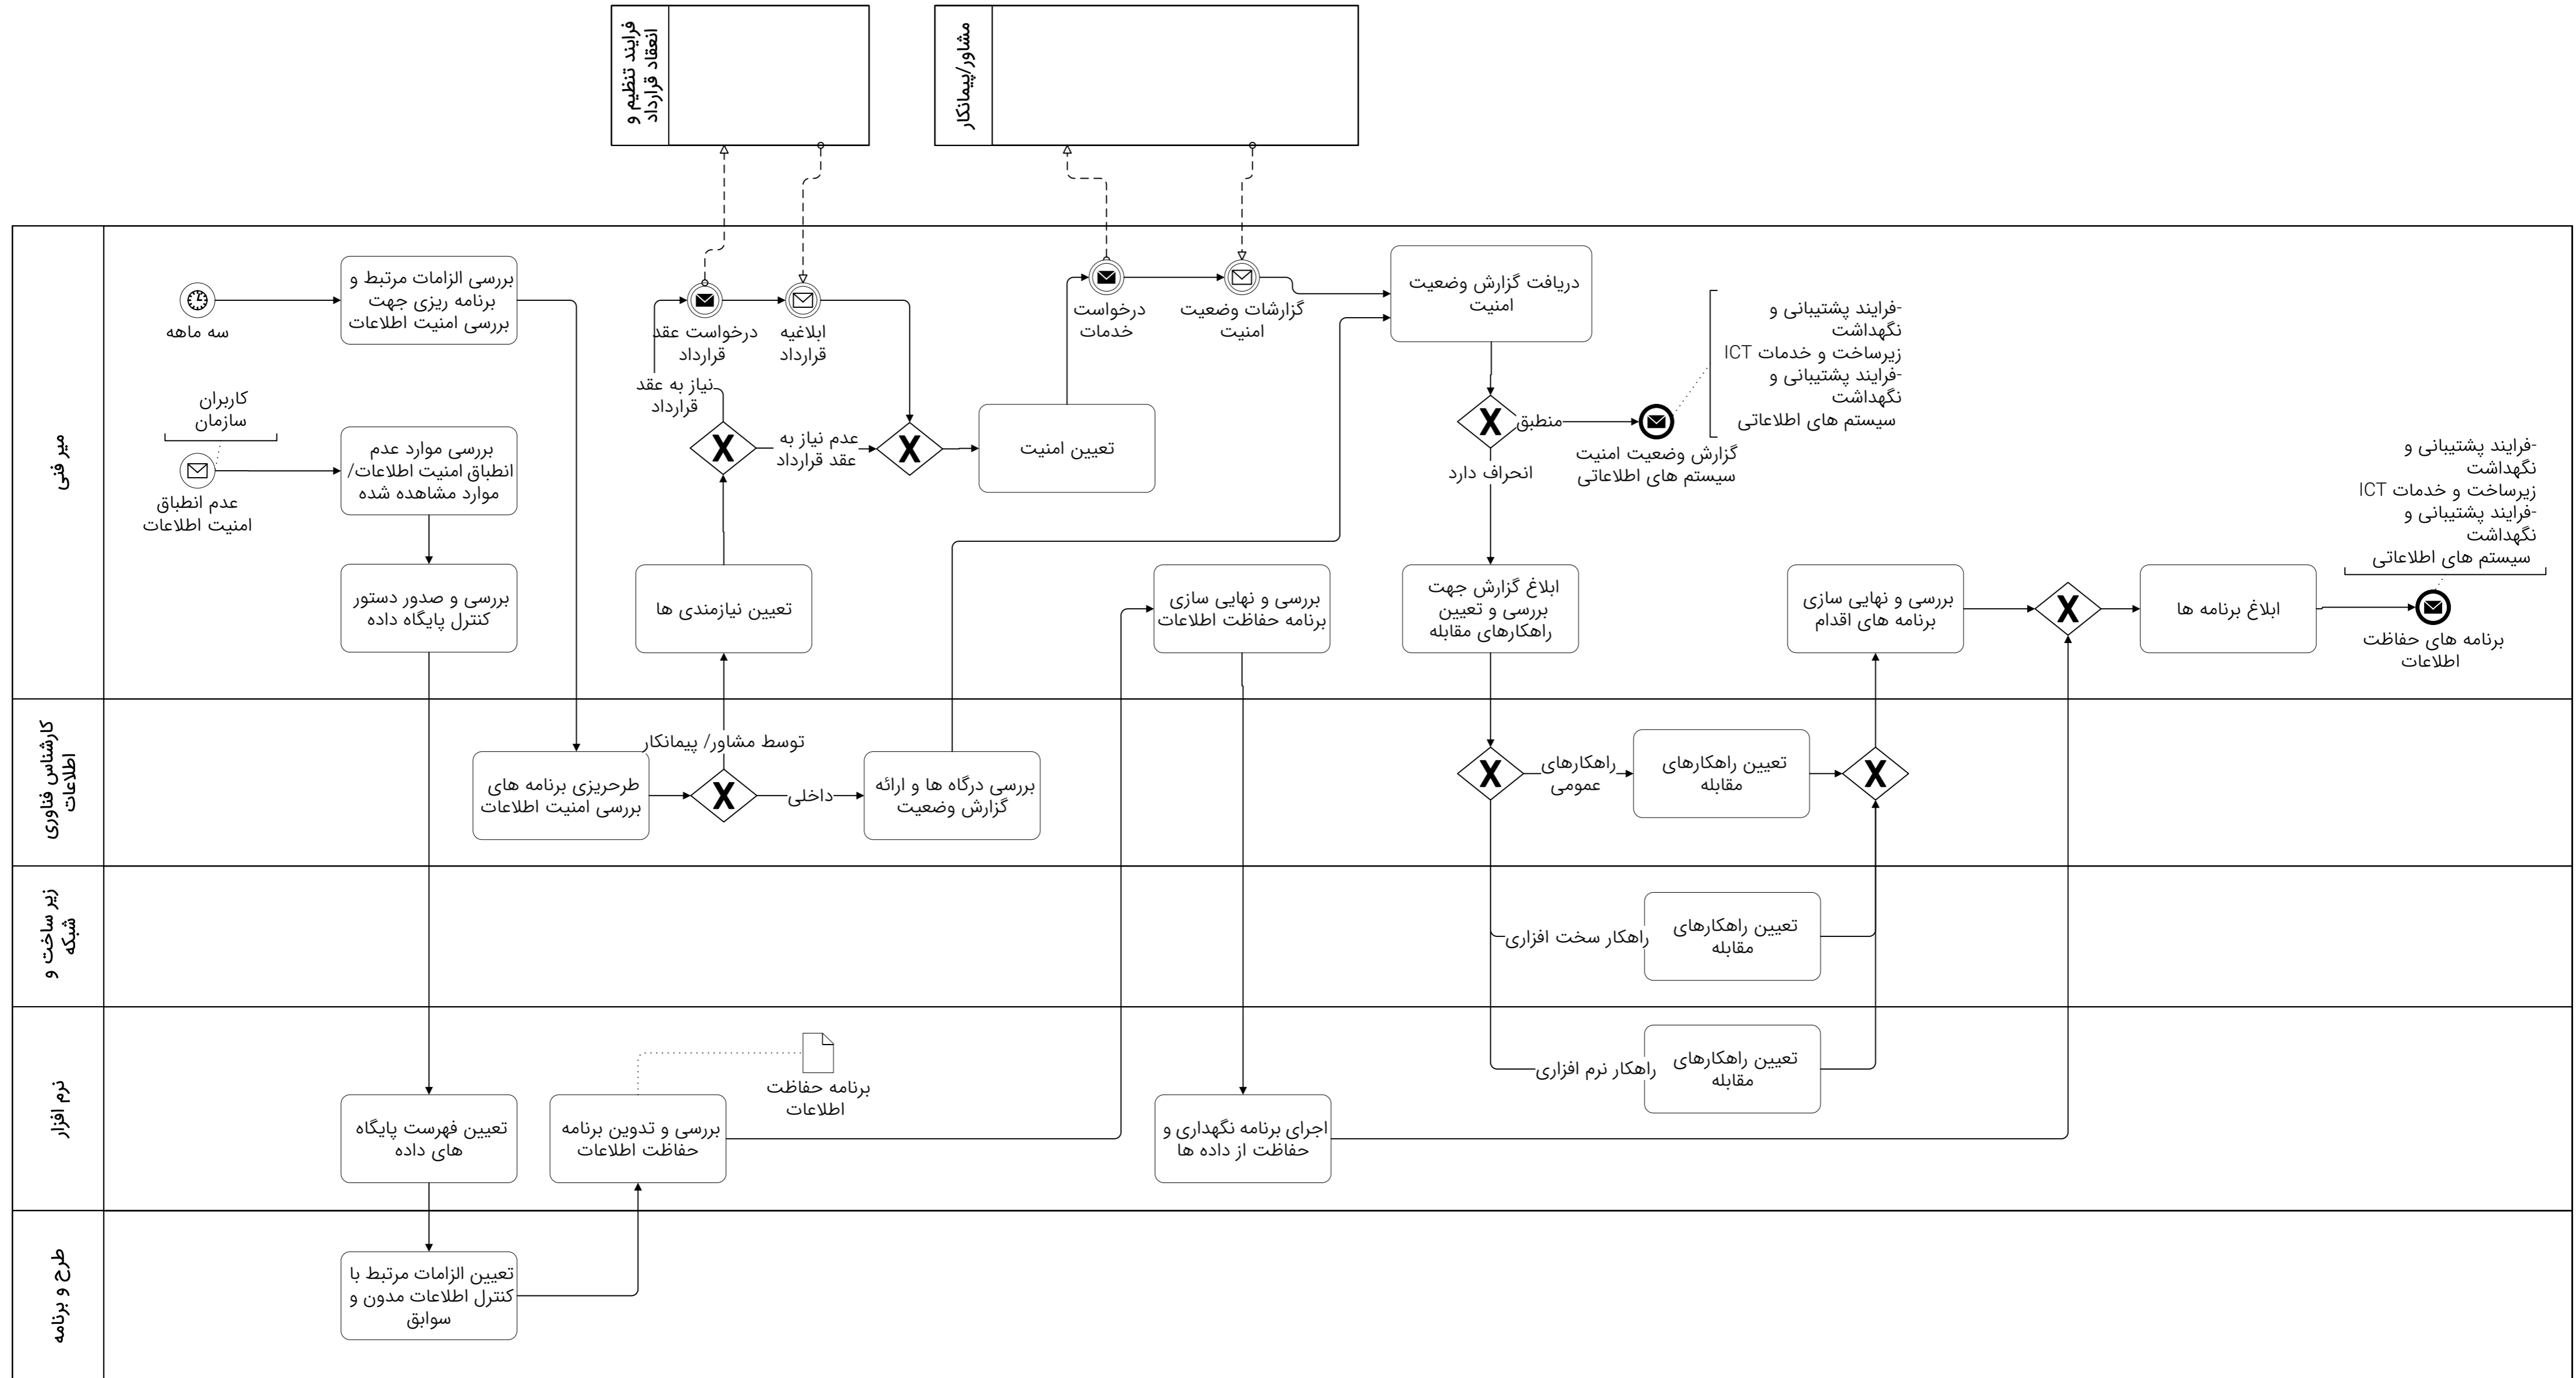 فرایند تنظیم و
انعقاد قرارداد
مشاور/پیمانکار
میر فنی
سه ماهه
بررسی الزامات مرتبط و
برنامه ریزی جهت
بررسی امنیت اطلاعات
کاربران
سازمان
عدم انطباق
امنیت اطلاعات
بررسی موارد عدم
انطباق امنیت اطلاعات/
موارد مشاهده شده
بررسی و صدور دستور
کنترل پایگاه داده
درخواست عقد
قرارداد
ابلاغیه
قرارداد
نیاز به عقد
قرارداد
عدم نیاز به
عقد قرارداد
تعیین نیازمندی ها
تعیین امنیت
درخواست
خدمات
گزارشات وضعیت
امنیت
دریافت گزارش وضعیت
امنیت
منطبق
انحراف دارد
گزارش وضعیت امنیت
سیستم های اطلاعاتی
-فرایند پشتیبانی و
نگهداشت
زیرساخت و خدمات ICT
-فرایند پشتیبانی و
نگهداشت
سیستم های اطلاعاتی
بررسی و نهایی سازی
برنامه حفاظت اطلاعات
ابلاغ گزارش جهت
بررسی و تعیین
راهکارهای مقابله
بررسی و نهایی سازی
برنامه های اقدام
ابلاغ برنامه ها
-فرایند پشتیبانی و
نگهداشت
زیرساخت و خدمات ICT
-فرایند پشتیبانی و
نگهداشت
سیستم های اطلاعاتی
برنامه های حفاظت
اطلاعات
کارشناس فناوری
اطلاعات
طرحریزی برنامه های
بررسی امنیت اطلاعات
توسط مشاور/ پیمانکار
داخلی
بررسی درگاه ها و ارائه
گزارش وضعیت
راهکارهای
عمومی
تعیین راهکارهای
مقابله
زیر ساخت و
شبکه
راهکار سخت افزاری
تعیین راهکارهای
مقابله
نرم افزار
راهکار نرم افزاری
تعیین راهکارهای
مقابله
تعیین فهرست پایگاه
های داده
بررسی و تدوین برنامه
حفاظت اطلاعات
برنامه حفاظت
اطلاعات
اجرای برنامه نگهداری و
حفاظت از داده ها
طرح و برنامه
تعیین الزامات مرتبط با
کنترل اطلاعات مدون و
سوابق